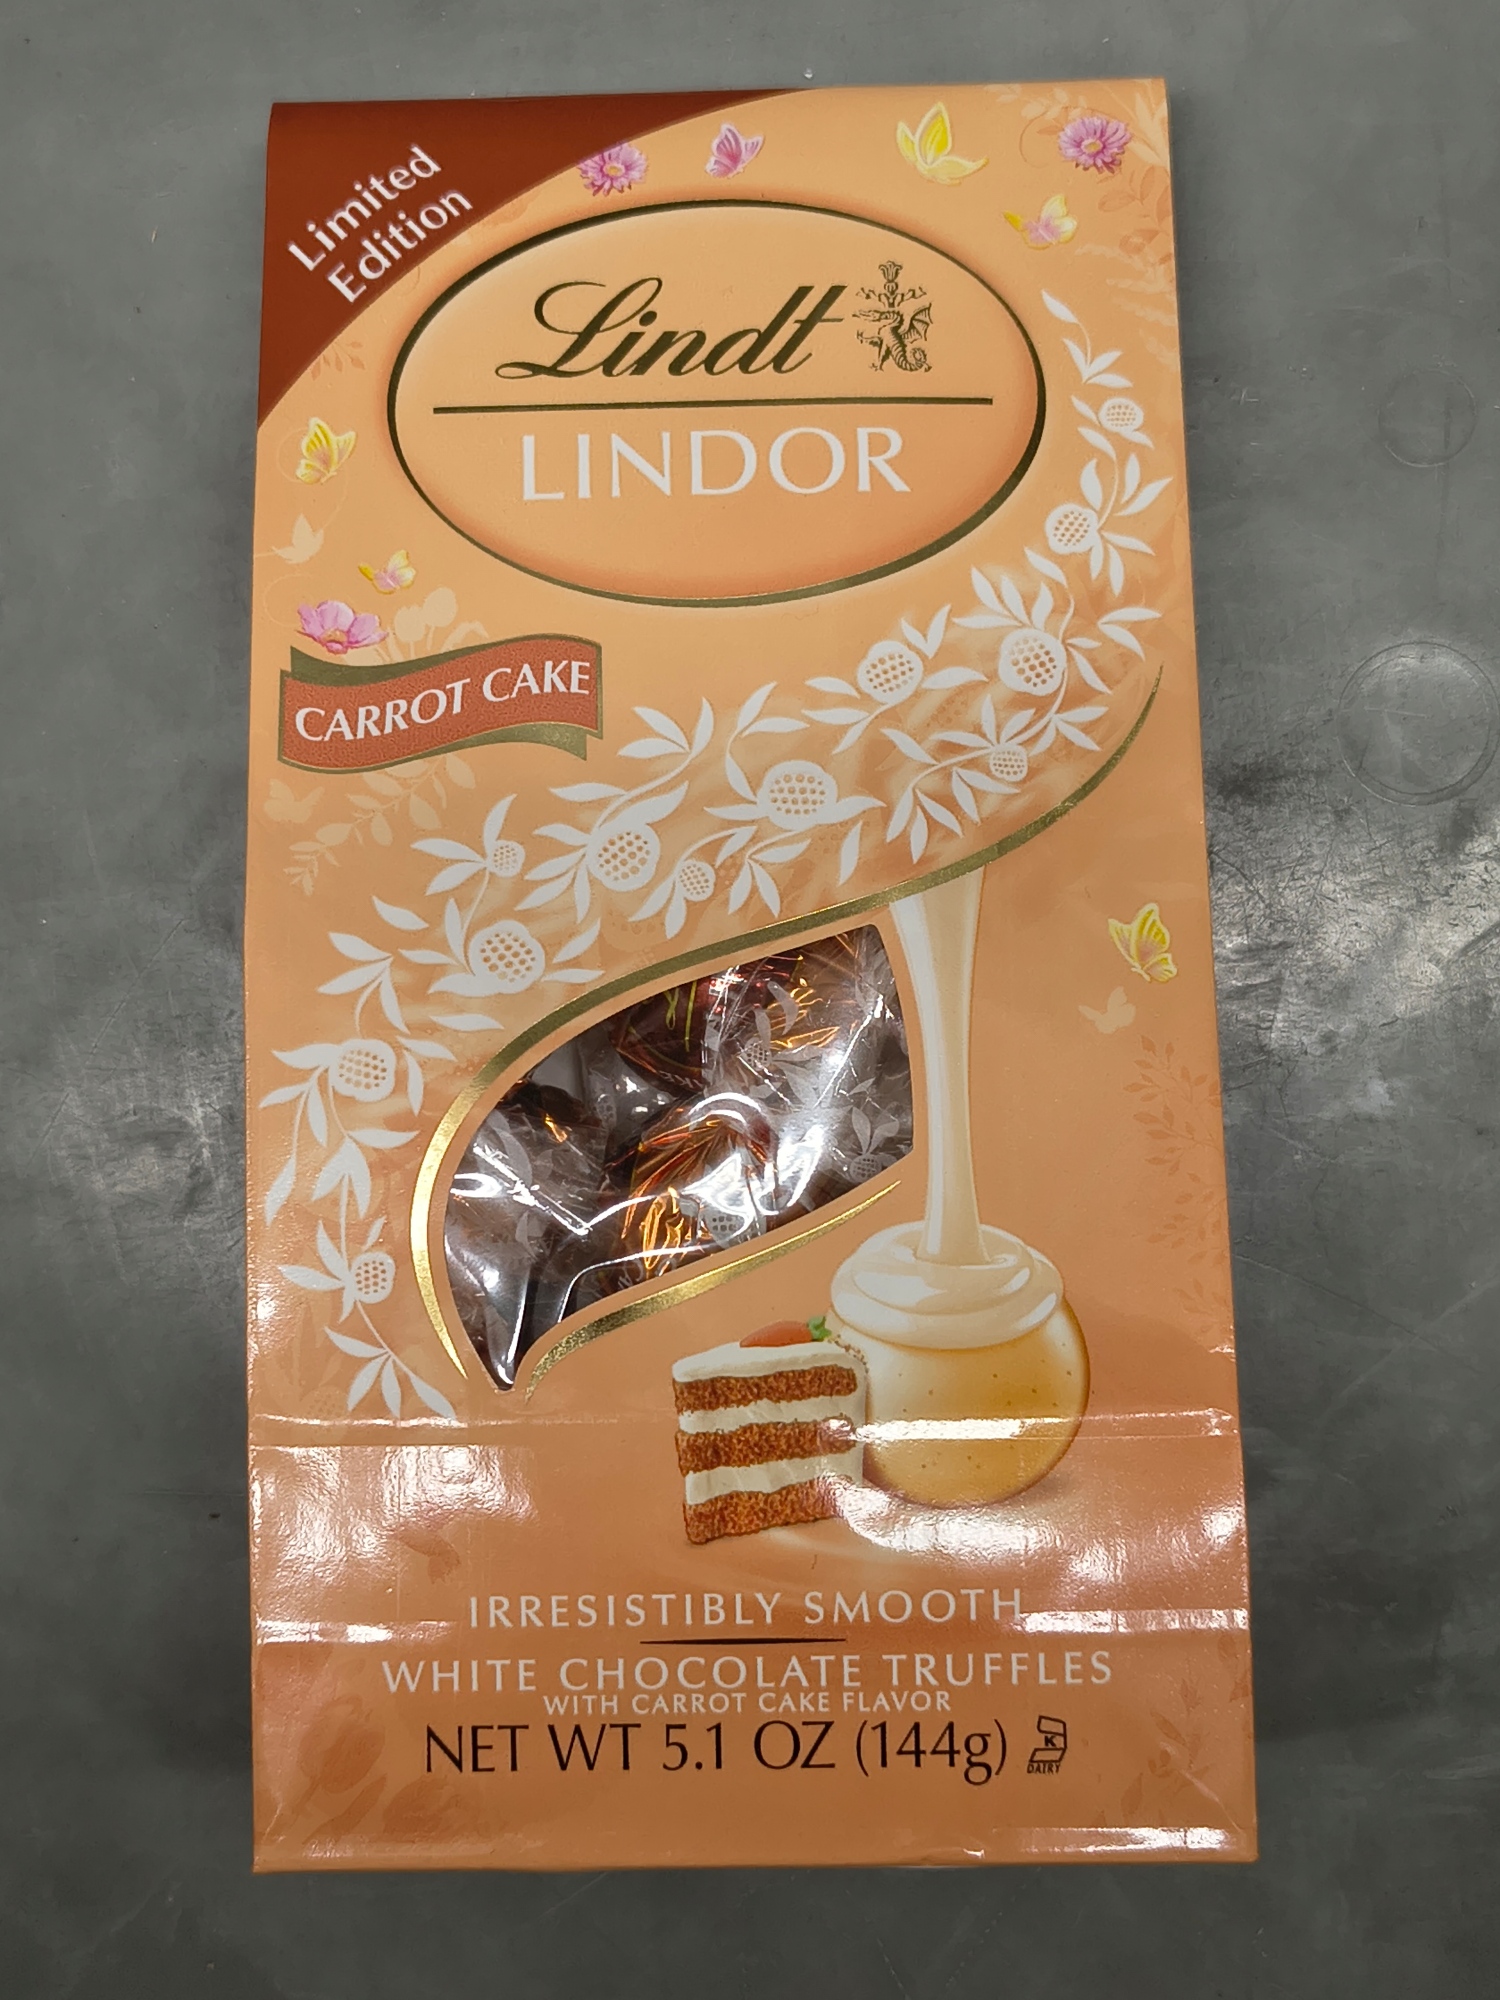 Limited
Edition
Lindt
LINDOR
CARROT CAKE
IRRESISTIBLY SMOOTH
WHITE CHOCOLATE TRUFFLES
WITH CARROT CAKE FLAVOR
NET WT 5.1 OZ (144g)
K
DAIRY